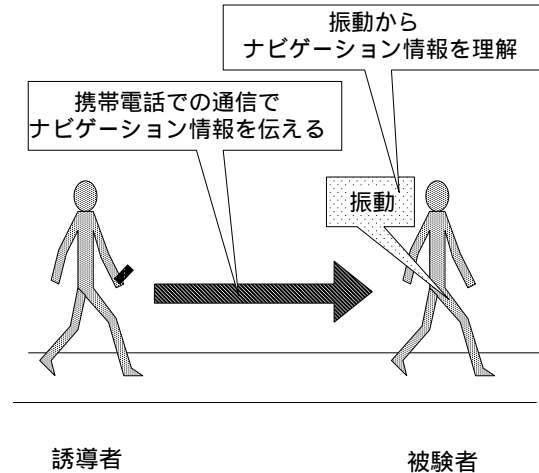 振動から
ナビゲーション情報を理解
携帯電話での通信で
ナビゲーション情報を伝える
振動
誘導者
被験者